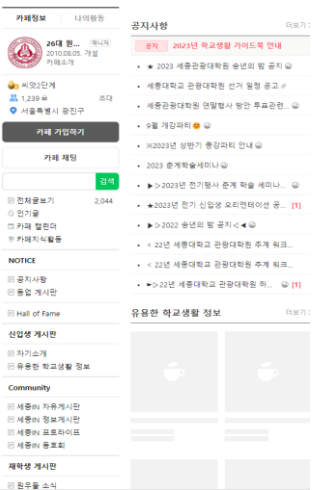 카페정보
나의활동
26대 원...
매니저
2010.08.05. 개설
카페소개
씨앗2단계
1,239
초대
서울특별시 광진구
카페 가입하기
카페 채팅
검색
전체글보기
2,044
인기글
카페 캘린더
카페지식활동
NOTICE
공지사항
동업 게시판
Hall of Fame
신입생 게시판
자기소개
유용한 학교생활 정보
Community
세종IN 자유게시판
세종IN 정보게시판
세종IN 포토라이프
세종IN 동호회
재학생 게시판
원우들 소식
공지사항
더보기
공지
2023년 학교생활 가이드북 안내
★ 2023 세종관광대학원 송년의 밤 공지
세종대학교 관광대학원 선거 일정 공고
세종관광대학원 연말행사 방안 투표관련...
9월 개강파티
※2023년 상반기 종강파티 안내
2023 춘계학술세미나
▶▷2023년 전기행사 춘계 학술 세미나...
★2023년 전기 신입생 오리엔테이션 공...
[1]
▶▷2022 송년의 밤 공지◁◀
< 22년 세종대학교 관광대학원 추계 워크...
< 22년 세종대학교 관광대학원 추계 워크...
►▷22년 세종대학교 관광대학원 하...
[1]
유용한 학교생활 정보
더보기